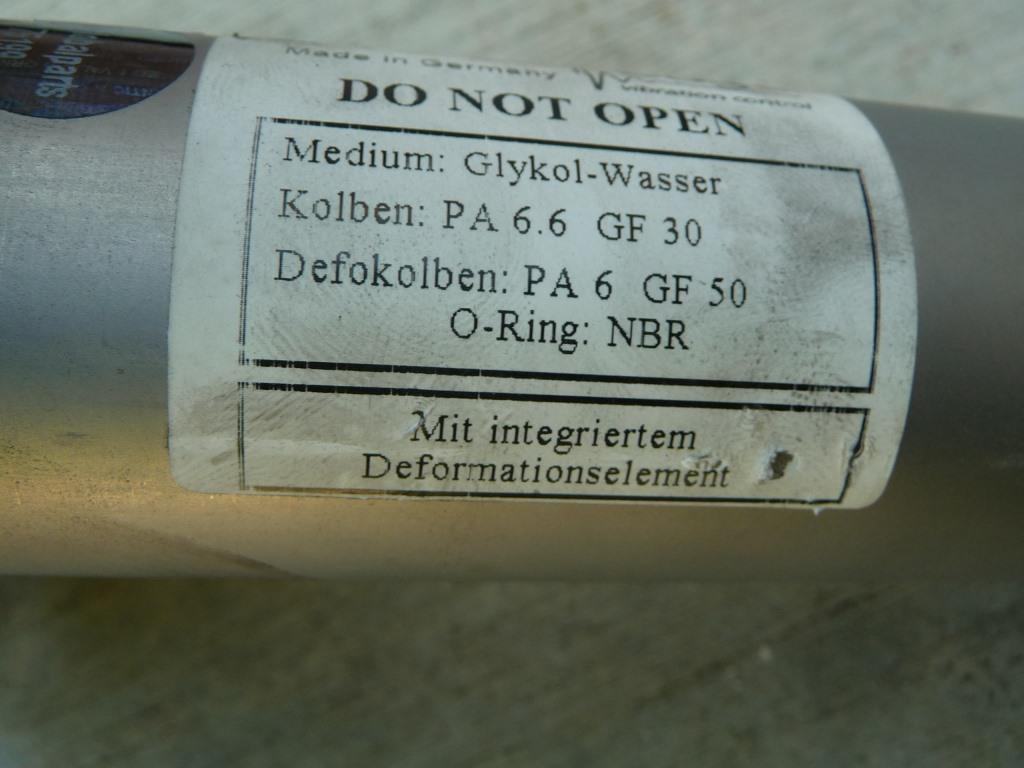 Made in Germany
vibration control
DO NOT OPEN
Medium: Glykol-Wasser
Kolben: PA 6.6 GF 30
Defokolben: PA 6 GF 50
O-Ring: NBR
Mit integriertem
Deformationselement